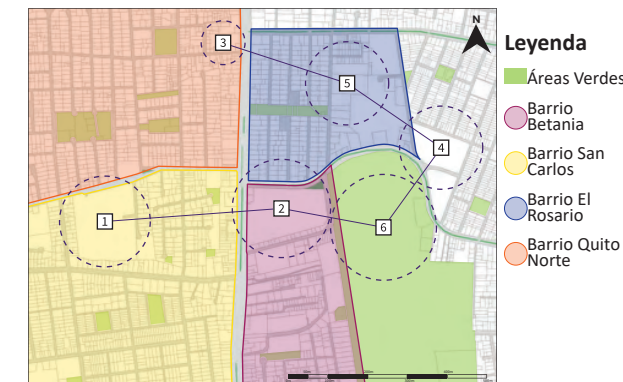 N
3
5
4
1
2
6
Leyenda
Áreas Verdes
Barrio
Betania
Barrio San
Carlos
Barrio El
Rosario
Barrio Quito
Norte